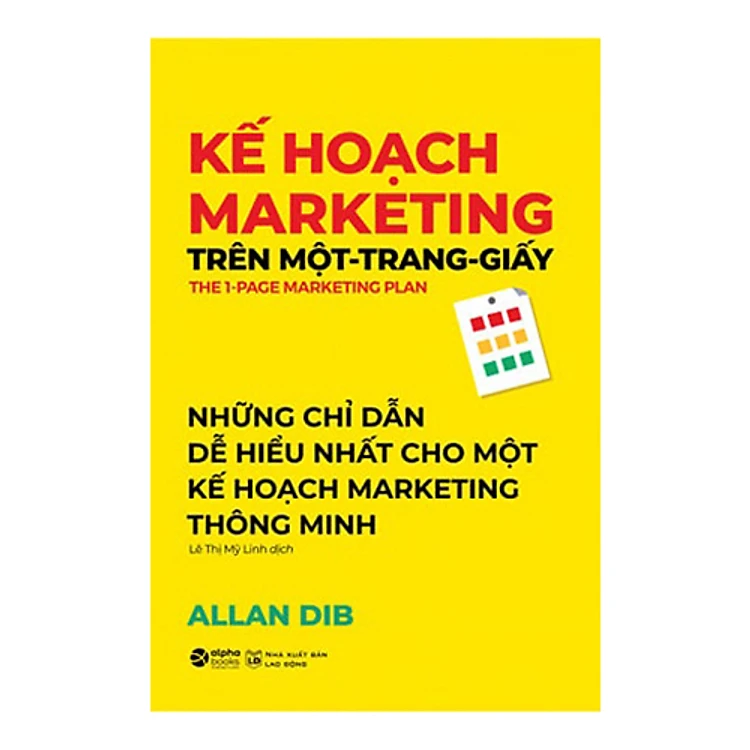 KẾ HOẠCH
MARKETING
TRÊN MỘT-TRANG-GIẤY
THE 1-PAGE MARKETING PLAN
NHỮNG CHỈ DẪN
DỄ HIỂU NHẤT CHO MỘT
KẾ HOẠCH MARKETING
THÔNG MINH
Lê Thị Mỹ Linh dịch
ALLAN DIB
alpha
books
LĐ
NHÀ XUẤT BẢN
LAO ĐỘNG